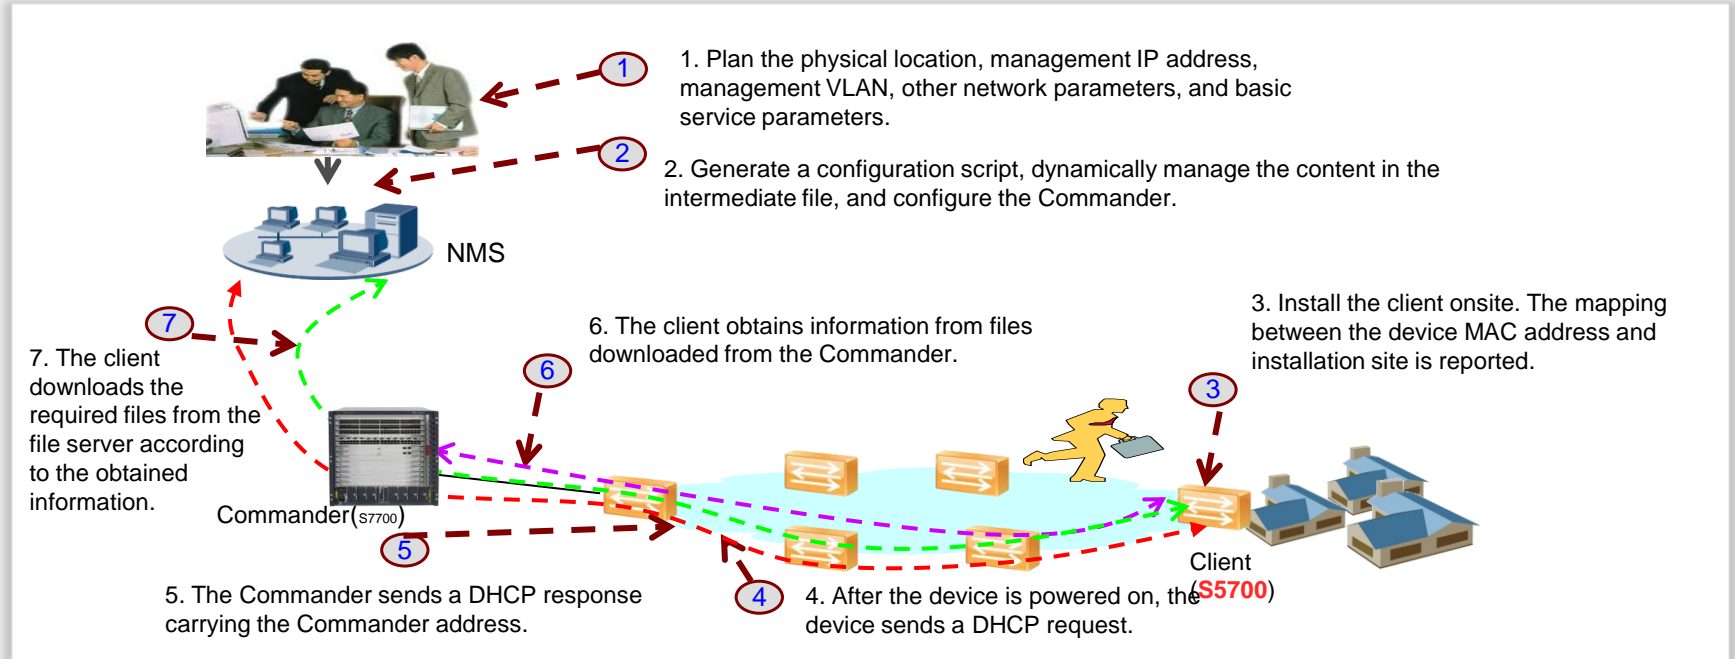 1
1. Plan the physical location, management IP address,
management VLAN, other network parameters, and basic
service parameters.
2
2. Generate a configuration script, dynamically manage the content in the
intermediate file, and configure the Commander.
NMS
3. Install the client onsite. The mapping
between the device MAC address and
installation site is reported.
3
7
6. The client obtains information from files
downloaded from the Commander.
6
7. The client
downloads the
required files from the
file server according
to the obtained
information.
Commander(S7700)
5
5. The Commander sends a DHCP response
carrying the Commander address.
4
4. After the device is powered on, the
device sends a DHCP request.
Client
(S5700)